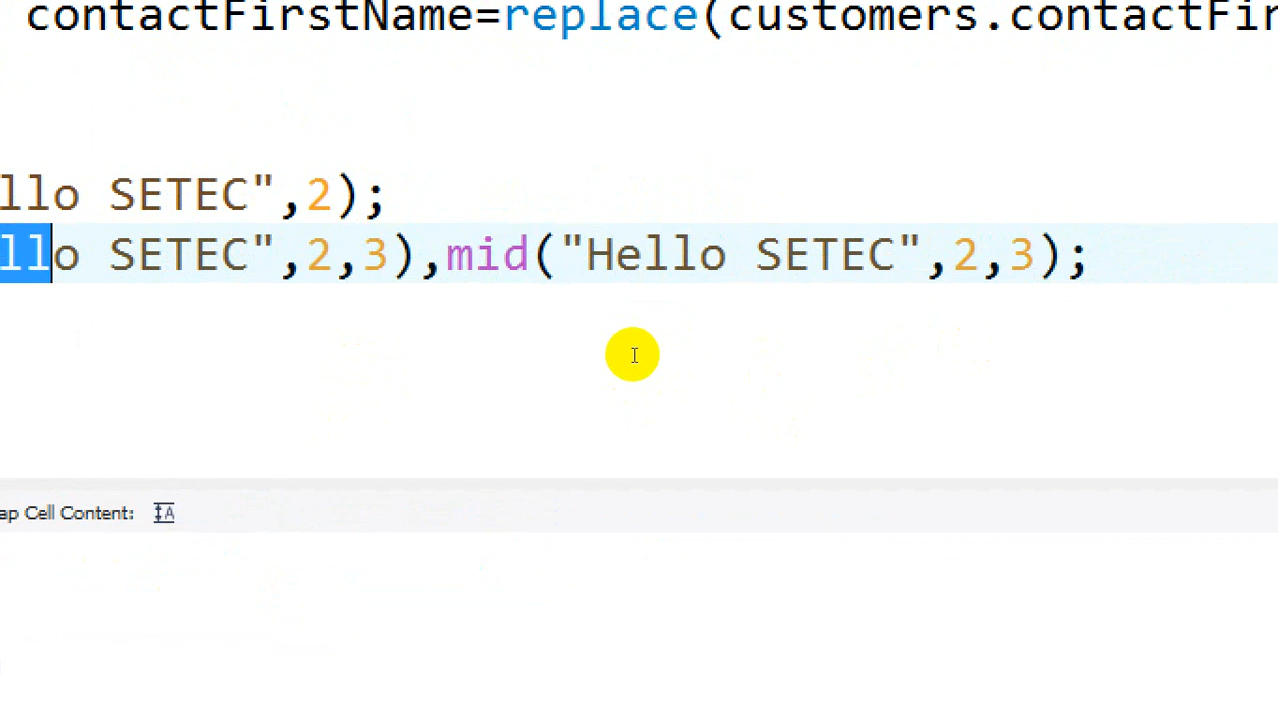 contactFirstName=replace(customers.contactFir
llo SETEC",2);
llo SETEC",2,3),mid("Hello SETEC",2,3);
ap Cell Content: